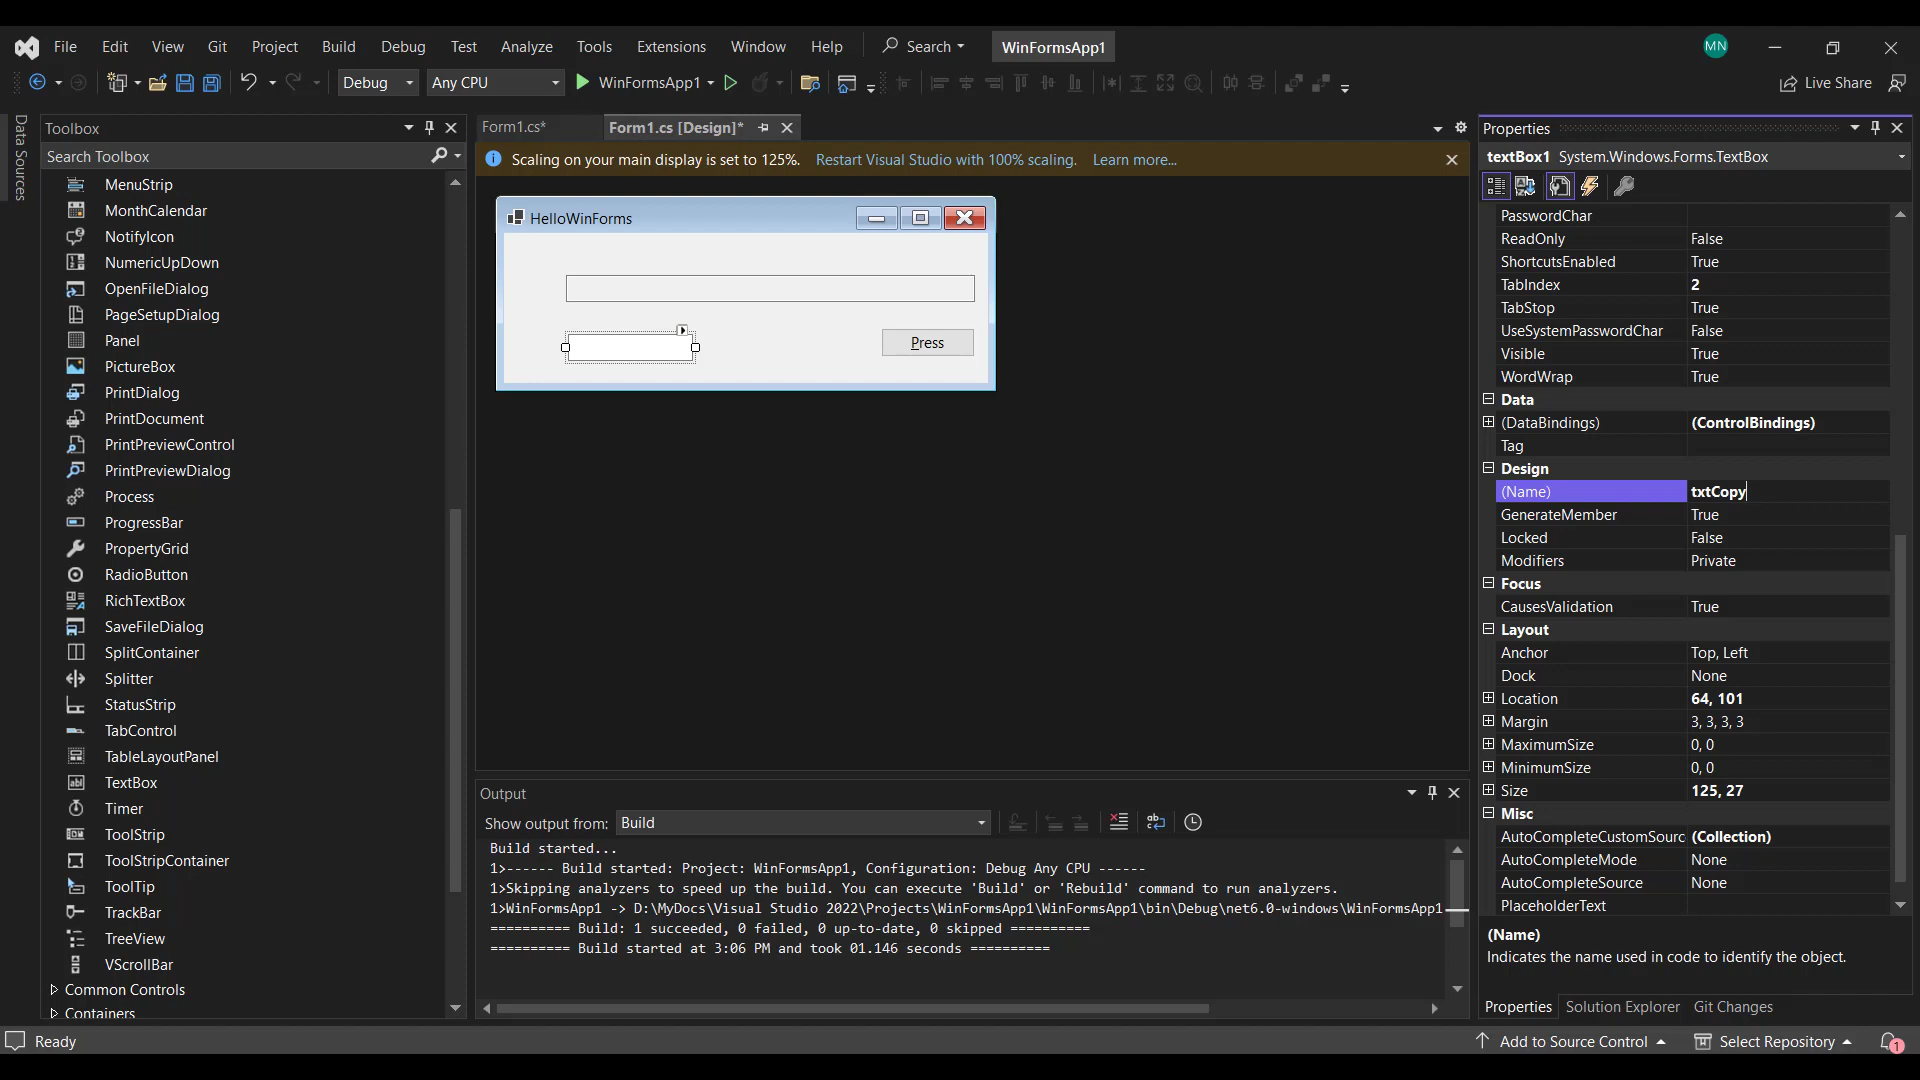 File Edit View Git Project Build Debug Test Analyze Tools Extensions Window Help Search WinFormsApp1 MN
Debug Any CPU WinFormsApp1 Live Share
Data Sources
Toolbox
Search Toolbox
MenuStrip
MonthCalendar
NotifyIcon
NumericUpDown
OpenFileDialog
PageSetupDialog
Panel
PictureBox
PrintDialog
PrintDocument
PrintPreviewControl
PrintPreviewDialog
Process
ProgressBar
PropertyGrid
RadioButton
RichTextBox
SaveFileDialog
SplitContainer
Splitter
StatusStrip
TabControl
TableLayoutPanel
TextBox
Timer
ToolStrip
ToolStripContainer
ToolTip
TrackBar
TreeView
VScrollBar
Common Controls
Containers
Form1.cs* Form1.cs [Design]*
Scaling on your main display is set to 125%. Restart Visual Studio with 100% scaling. Learn more...
HelloWinForms
Press
Output
Show output from: Build
Build started...
1>------ Build started: Project: WinFormsApp1, Configuration: Debug Any CPU ------
1>Skipping analyzers to speed up the build. You can execute 'Build' or 'Rebuild' command to run analyzers.
1>WinFormsApp1 -> D:\MyDocs\Visual Studio 2022\Projects\WinFormsApp1\WinFormsApp1\bin\Debug\net6.0-windows\WinFormsApp1
========== Build: 1 succeeded, 0 failed, 0 up-to-date, 0 skipped ==========
========== Build started at 3:06 PM and took 01.146 seconds ==========
Properties
textBox1 System.Windows.Forms.TextBox
PasswordChar
ReadOnly False
ShortcutsEnabled True
TabIndex 2
TabStop True
UseSystemPasswordChar False
Visible True
WordWrap True
Data
(DataBindings) (ControlBindings)
Tag
Design
(Name) txtCopy
GenerateMember True
Locked False
Modifiers Private
Focus
CausesValidation True
Layout
Anchor Top, Left
Dock None
Location 64, 101
Margin 3, 3, 3, 3
MaximumSize 0, 0
MinimumSize 0, 0
Size 125, 27
Misc
AutoCompleteCustomSourc (Collection)
AutoCompleteMode None
AutoCompleteSource None
PlaceholderText
(Name)
Indicates the name used in code to identify the object.
Properties Solution Explorer Git Changes
Ready Add to Source Control Select Repository 1